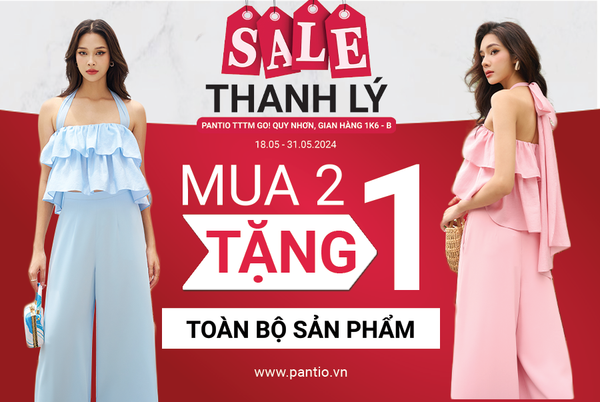 SALE
THANH LÝ
PANTIO TTTM GO! QUY NHƠN, GIAN HÀNG 1K6 - B
18.05 - 31.05.2024
MUA 2
TẶNG 1
TOÀN BỘ SẢN PHẨM
www.pantio.vn